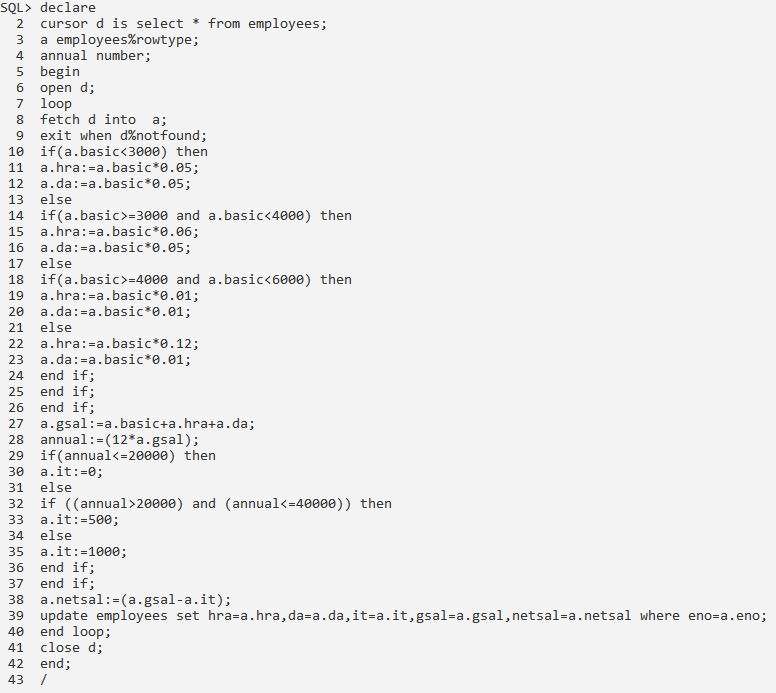 SQL> declare
2 cursor d is select * from employees;
3 a employees%rowtype;
4 annual number;
5 begin
6 open d;
7 loop
8 fetch d into  a;
9 exit when d%notfound;
10 if(a.basic<3000) then
11 a.hra:=a.basic*0.05;
12 a.da:=a.basic*0.05;
13 else
14 if(a.basic>=3000 and a.basic<4000) then
15 a.hra:=a.basic*0.06;
16 a.da:=a.basic*0.05;
17 else
18 if(a.basic>=4000 and a.basic<6000) then
19 a.hra:=a.basic*0.01;
20 a.da:=a.basic*0.01;
21 else
22 a.hra:=a.basic*0.12;
23 a.da:=a.basic*0.01;
24 end if;
25 end if;
26 end if;
27 a.gsal:=a.basic+a.hra+a.da;
28 annual:=(12*a.gsal);
29 if(annual<=20000) then
30 a.it:=0;
31 else
32 if ((annual>20000) and (annual<=40000)) then
33 a.it:=500;
34 else
35 a.it:=1000;
36 end if;
37 end if;
38 a.netsal:=(a.gsal-a.it);
39 update employees set hra=a.hra,da=a.da,it=a.it,gsal=a.gsal,netsal=a.netsal where eno=a.eno;
40 end loop;
41 close d;
42 end;
43 /